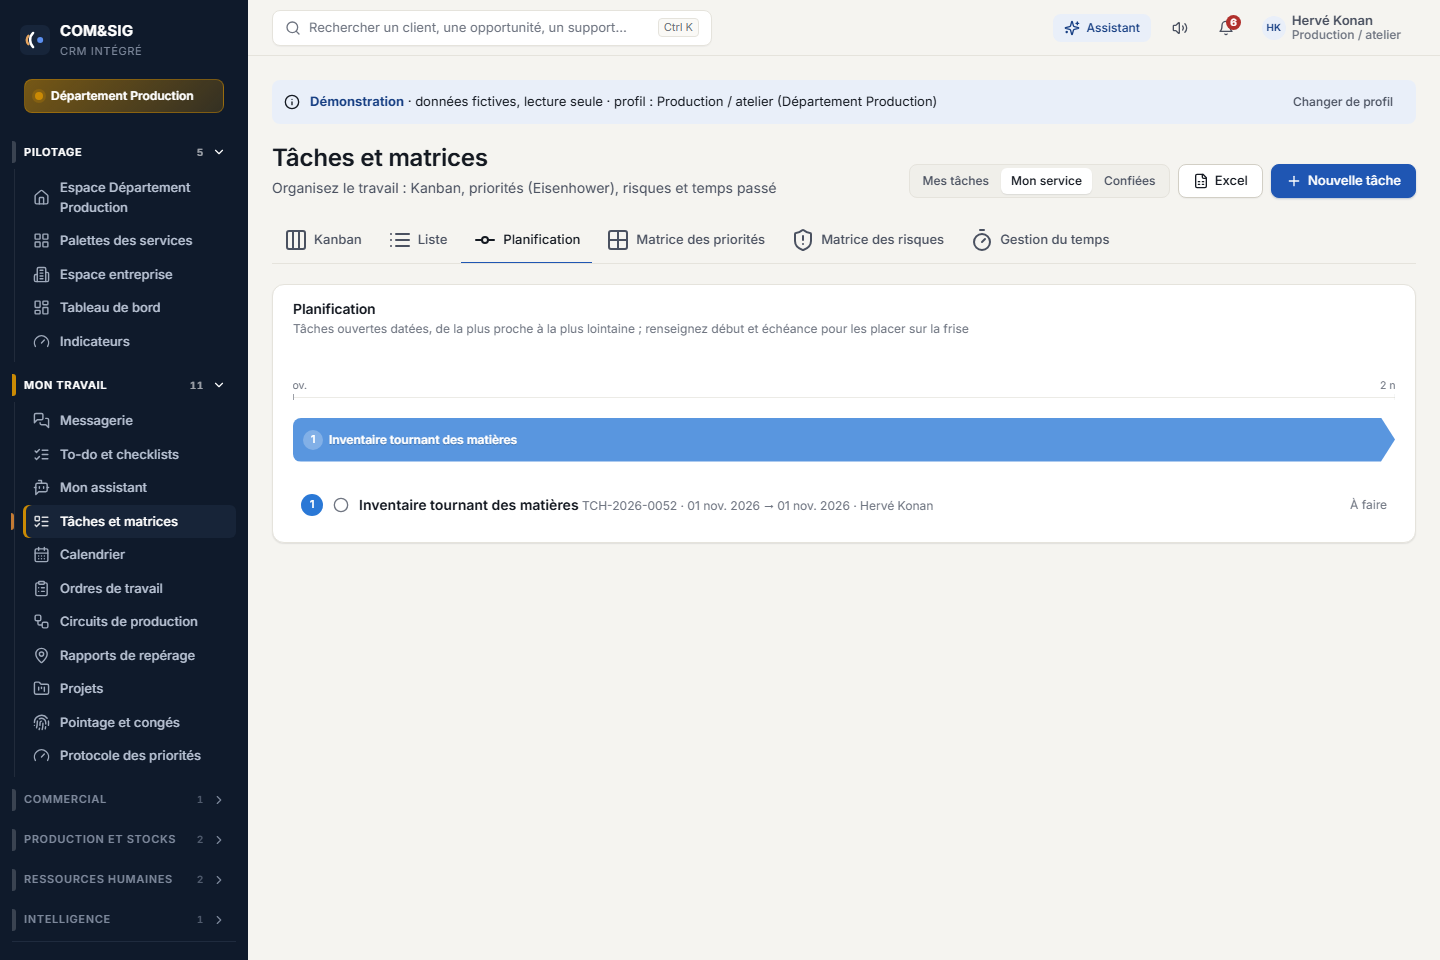 COM&SIG
CRM INTÉGRÉ
Département Production
PILOTAGE 5
Espace Département
Production
Palettes des services
Espace entreprise
Tableau de bord
Indicateurs
MON TRAVAIL 11
Messagerie
To-do et checklists
Mon assistant
Tâches et matrices
Calendrier
Ordres de travail
Circuits de production
Rapports de repérage
Projets
Pointage et congés
Protocole des priorités
COMMERCIAL 1
PRODUCTION ET STOCKS 2
RESSOURCES HUMAINES 2
INTELLIGENCE 1
Rechercher un client, une opportunité, un support... Ctrl K
Assistant
6
HK
Hervé Konan
Production / atelier
Démonstration · données fictives, lecture seule · profil : Production / atelier (Département Production)
Changer de profil
Tâches et matrices
Organisez le travail : Kanban, priorités (Eisenhower), risques et temps passé
Mes tâches Mon service Confiées
Excel
Nouvelle tâche
Kanban Liste Planification Matrice des priorités Matrice des risques Gestion du temps
Planification
Tâches ouvertes datées, de la plus proche à la plus lointaine ; renseignez début et échéance pour les placer sur la frise
ov. 2 n
1 Inventaire tournant des matières
1 Inventaire tournant des matières TCH-2026-0052 · 01 nov. 2026 → 01 nov. 2026 · Hervé Konan À faire